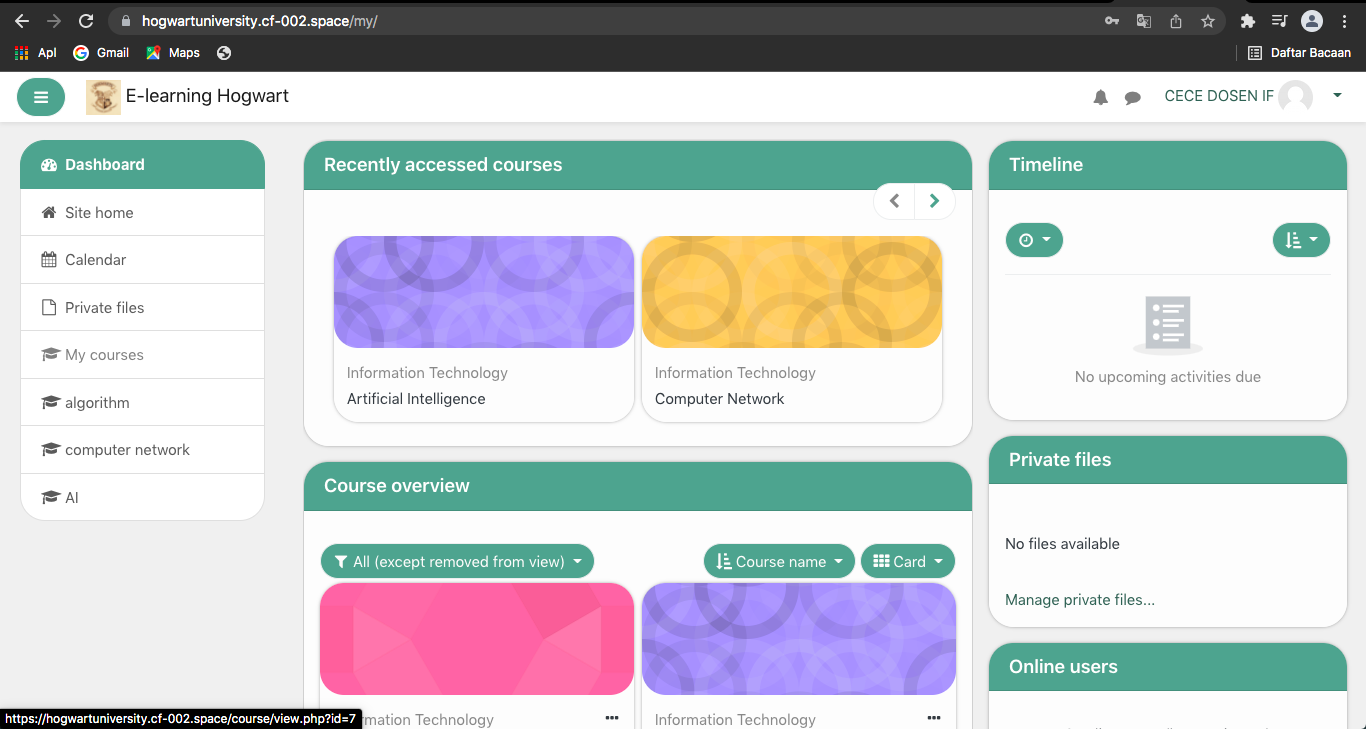 hogwartuniversity.cf-002.space/my/
Apl Gmail Maps Daftar Bacaan
E-learning Hogwart
CECE DOSEN IF
Dashboard
Site home
Calendar
Private files
My courses
algorithm
computer network
AI
Recently accessed courses
Information Technology
Artificial Intelligence
Information Technology
Computer Network
Course overview
All (except removed from view)
Course name
Card
Information Technology
Timeline
No upcoming activities due
Private files
No files available
Manage private files...
Online users
https://hogwartuniversity.cf-002.space/course/view.php?id=7